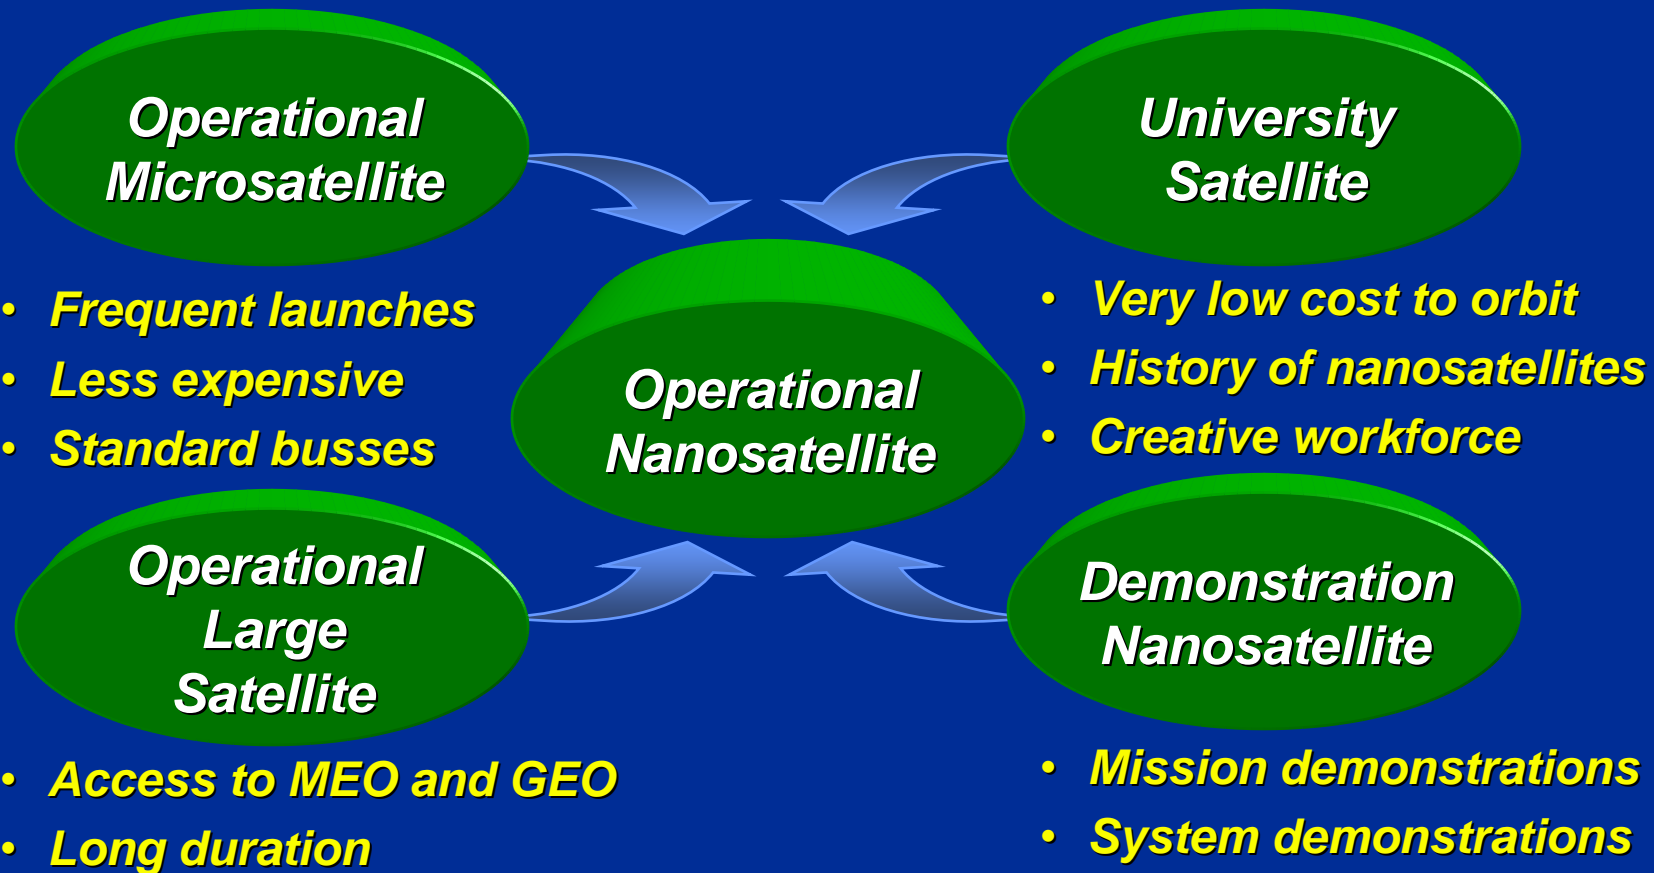 Operational
Microsatellite
University
Satellite
• Frequent launches
• Less expensive
• Standard busses
• Very low cost to orbit
• History of nanosatellites
• Creative workforce
Operational
Nanosatellite
Operational
Large
Satellite
Demonstration
Nanosatellite
• Access to MEO and GEO
• Long duration
• Mission demonstrations
• System demonstrations